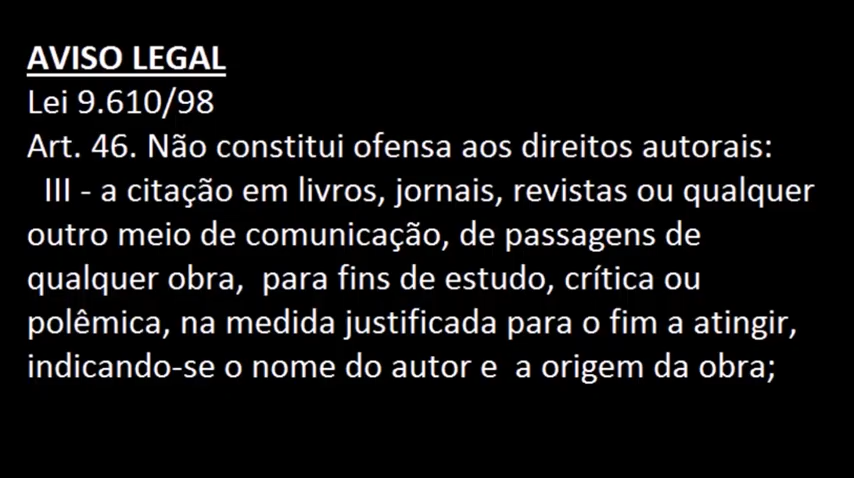 AVISO LEGAL
Lei 9.610/98
Art. 46. Não constitui ofensa aos direitos autorais:
III - a citação em livros, jornais, revistas ou qualquer
outro meio de comunicação, de passagens de
qualquer obra,  para fins de estudo, crítica ou
polêmica, na medida justificada para o fim a atingir,
indicando-se o nome do autor e  a origem da obra;